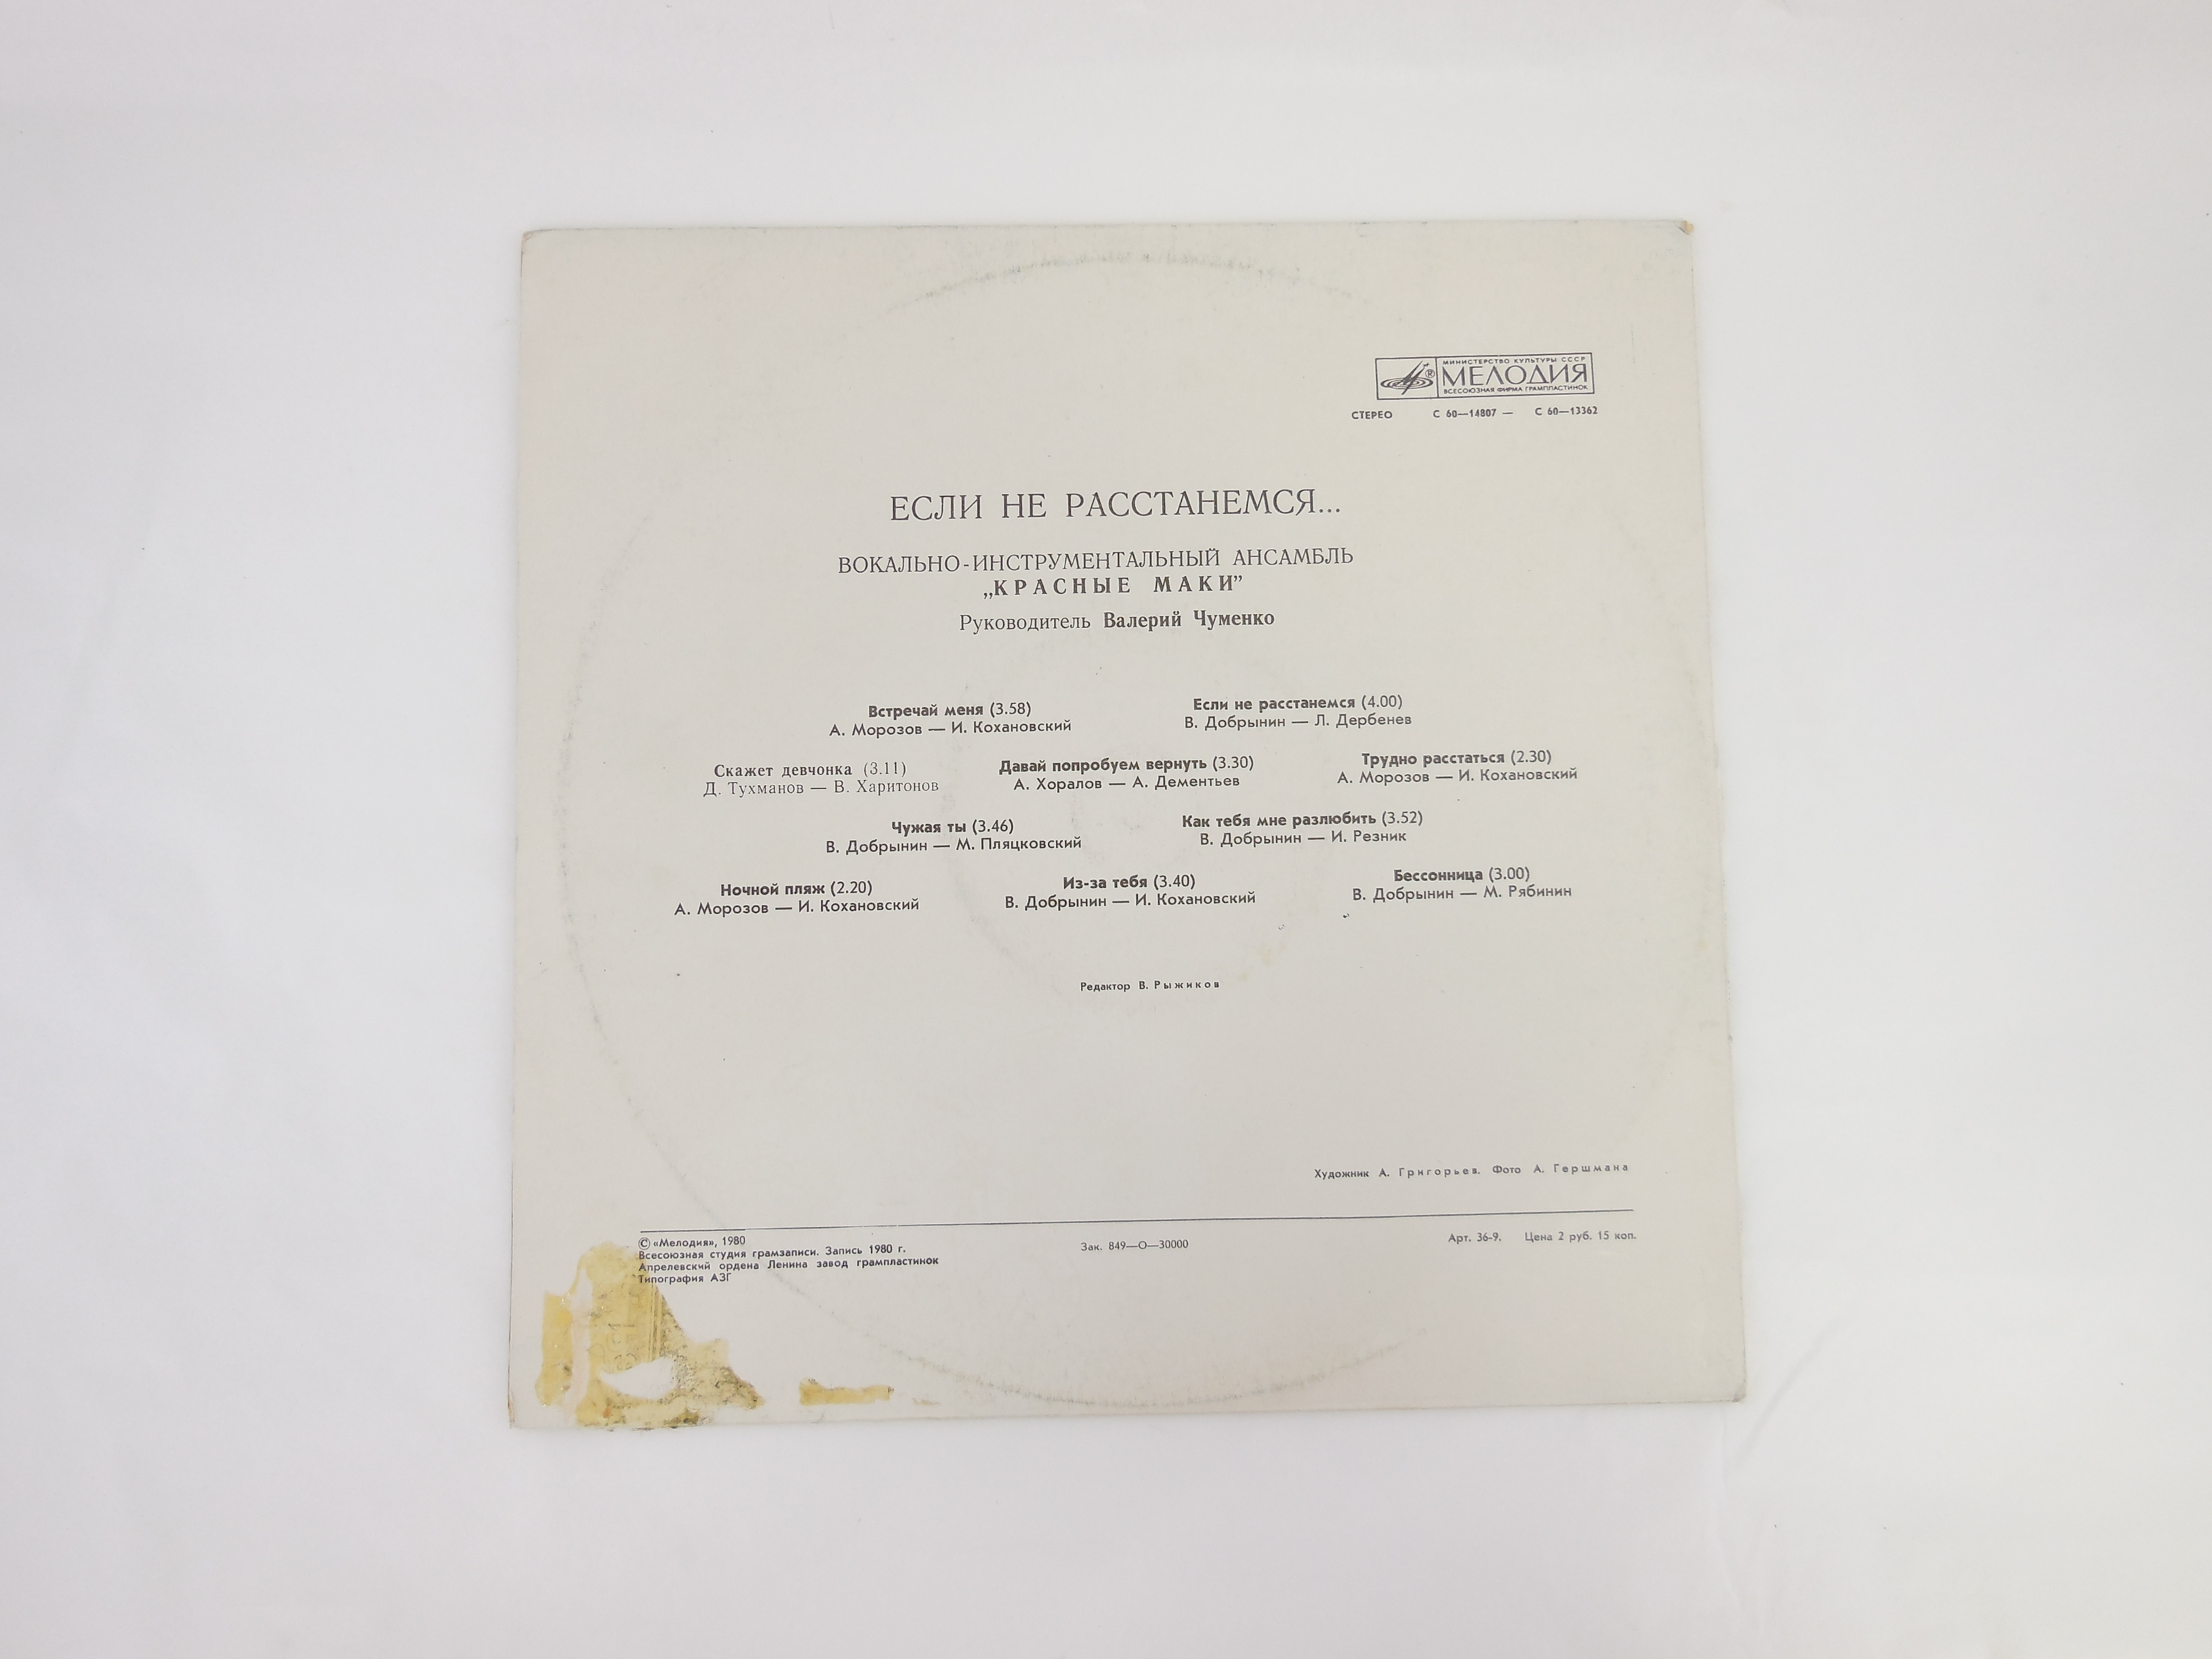 МИНИСТЕРСТВО КУЛЬТУРЫ СССР
МЕЛОДИЯ
ВСЕСОЮЗНАЯ ФИРМА ГРАМПЛАСТИНОК
СТЕРЕО С 60—14807 — С 60—13362
ЕСЛИ НЕ РАССТАНЕМСЯ...
ВОКАЛЬНО-ИНСТРУМЕНТАЛЬНЫЙ АНСАМБЛЬ
„КРАСНЫЕ МАКИ”
Руководитель Валерий Чуменко
Встречай меня (3.58)
А. Морозов — И. Кохановский
Если не расстанемся (4.00)
В. Добрынин — Л. Дербенев
Скажет девчонка (3.11)
Д. Тухманов — В. Харитонов
Давай попробуем вернуть (3.30)
А. Хоралов — А. Дементьев
Трудно расстаться (2.30)
А. Морозов — И. Кохановский
Чужая ты (3.46)
В. Добрынин — М. Пляцковский
Как тебя мне разлюбить (3.52)
В. Добрынин — И. Резник
Ночной пляж (2.20)
А. Морозов — И. Кохановский
Из-за тебя (3.40)
В. Добрынин — И. Кохановский
Бессонница (3.00)
В. Добрынин — М. Рябинин
Редактор В. Рыжиков
Художник А. Григорьев. Фото А. Гершмана
© «Мелодия», 1980
Всесоюзная студия грамзаписи. Запись 1980 г.
Апрелевский ордена Ленина завод грампластинок
Типография АЗГ
Зак. 849—О—30000
Арт. 36-9. Цена 2 руб. 15 коп.